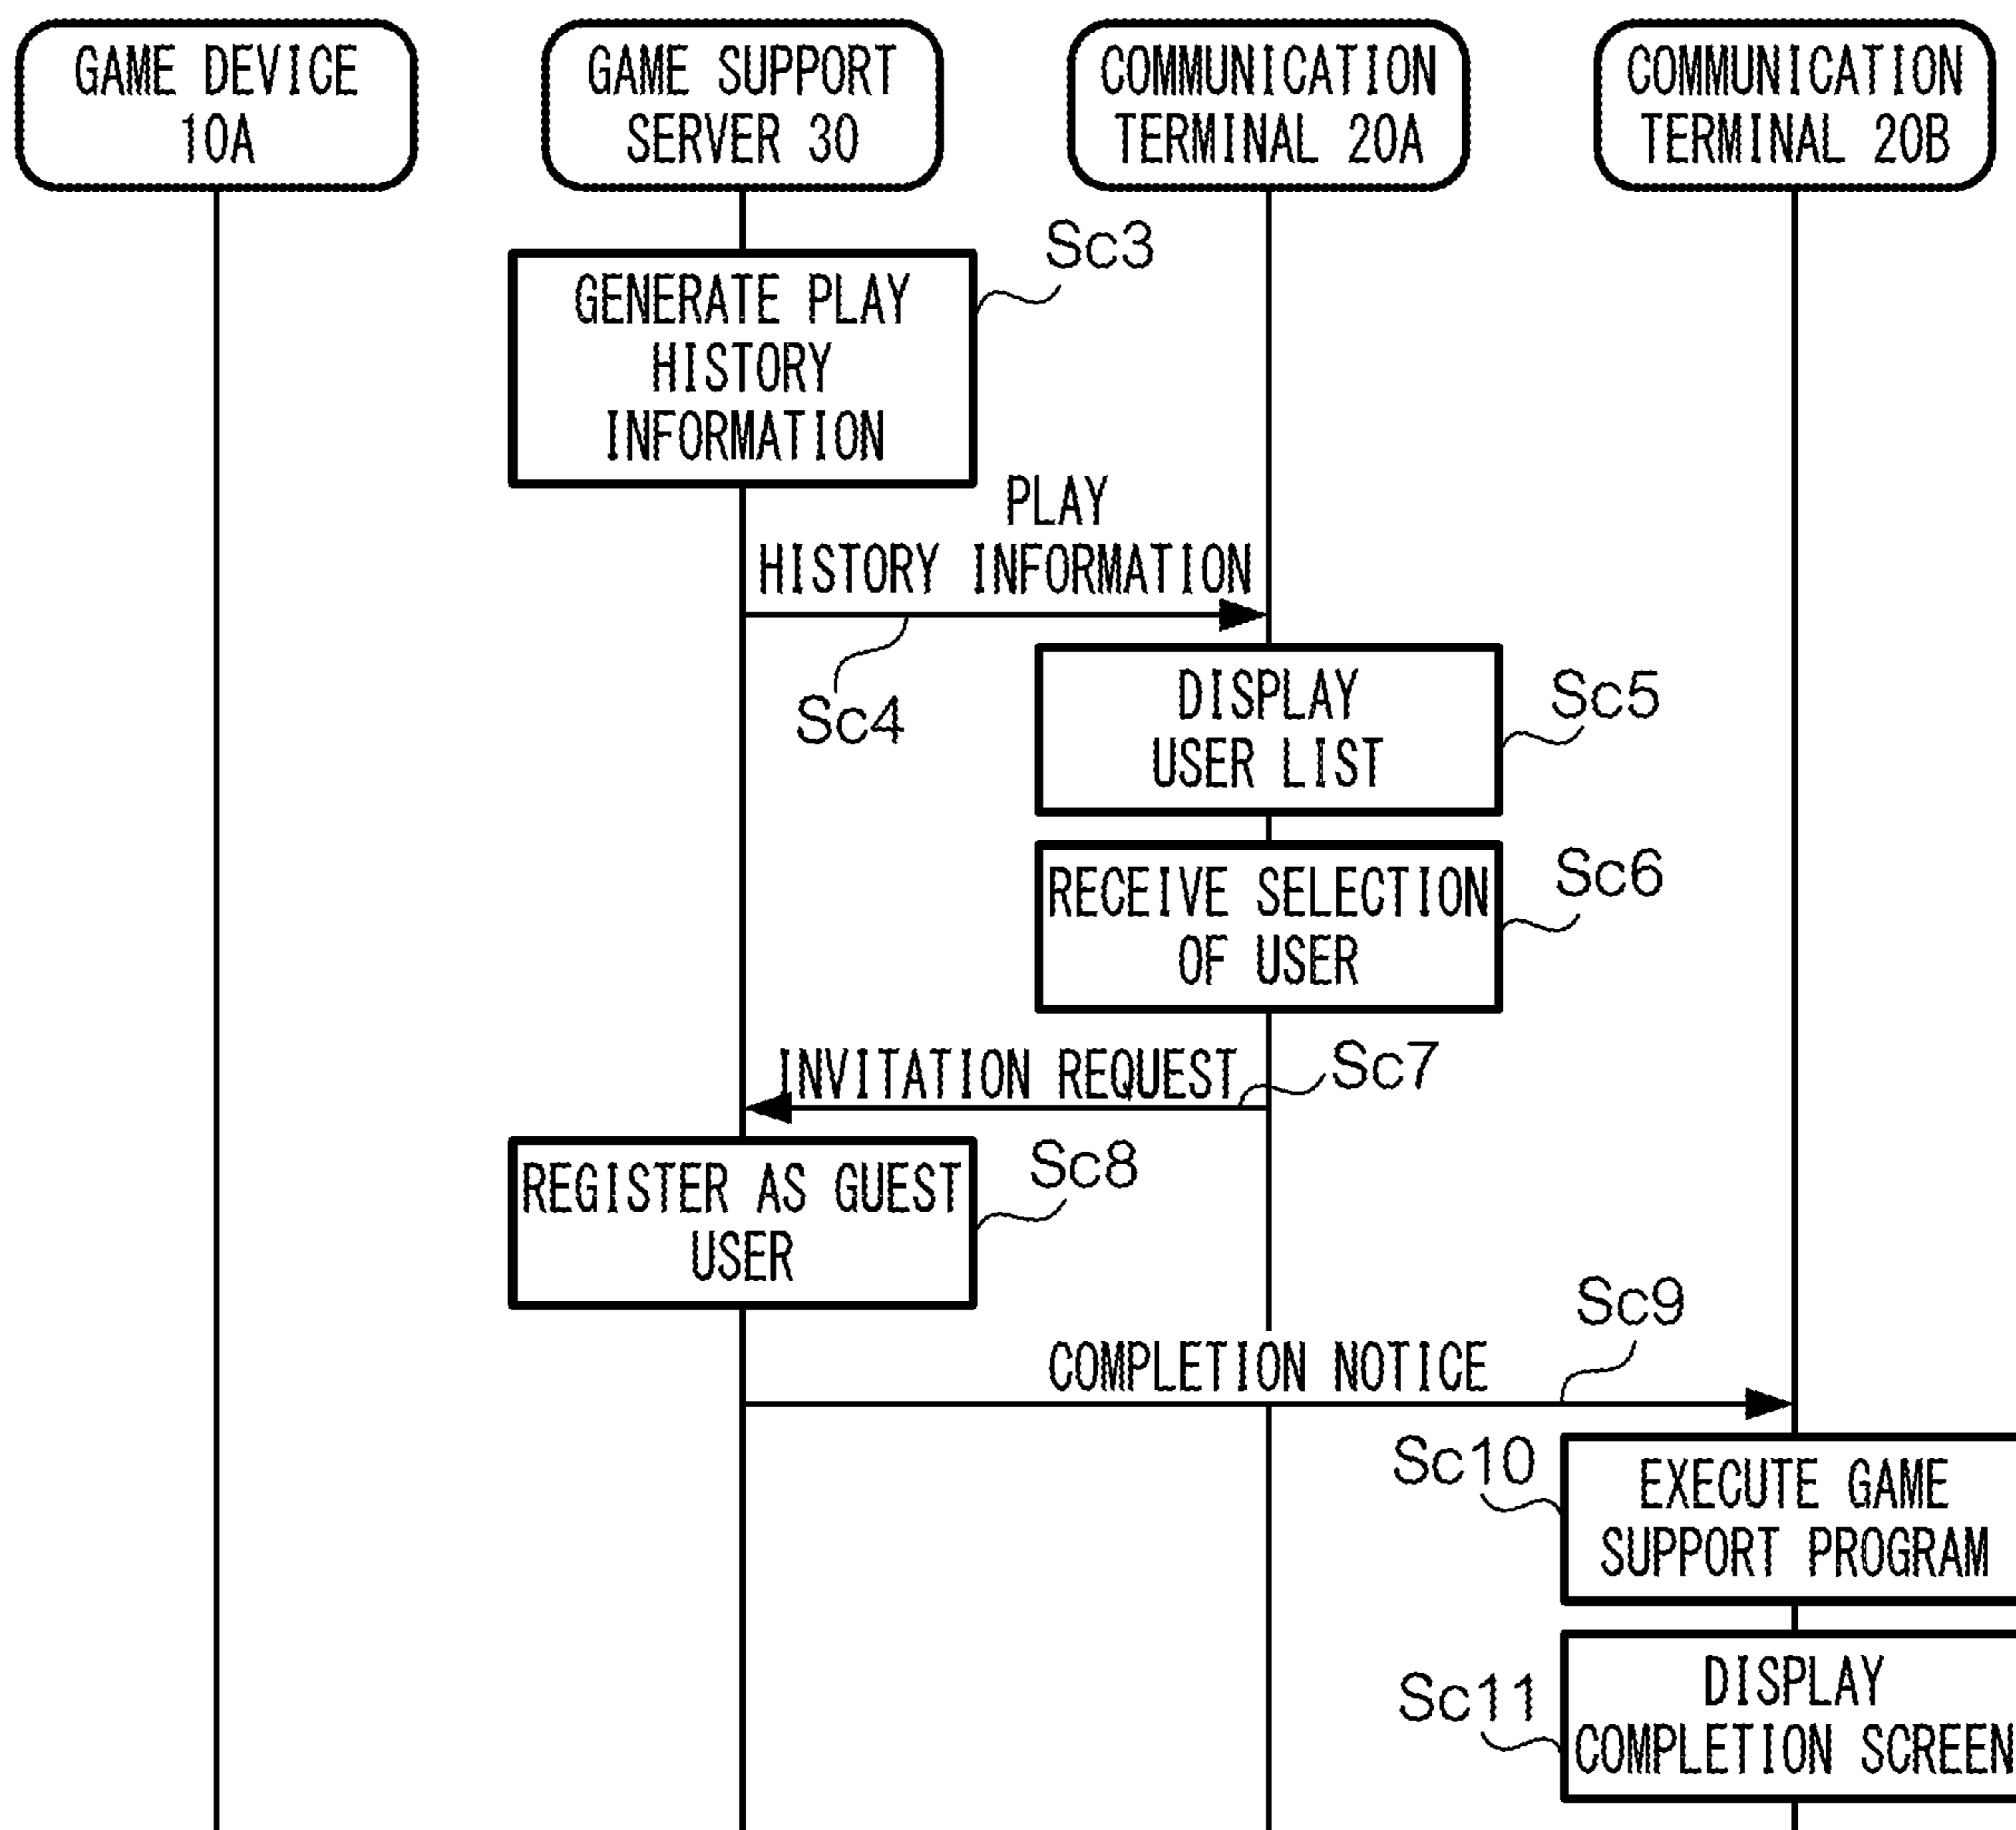 GAME DEVICE
10A
GAME SUPPORT
SERVER 30
COMMUNICATION
TERMINAL 20A
COMMUNICATION
TERMINAL 20B
Sc3
GENERATE PLAY
HISTORY
INFORMATION
PLAY
HISTORY INFORMATION
Sc4
DISPLAY
USER LIST
Sc5
RECEIVE SELECTION
OF USER
Sc6
INVITATION REQUEST
Sc7
REGISTER AS GUEST
USER
Sc8
Sc9
COMPLETION NOTICE
Sc10
EXECUTE GAME
SUPPORT PROGRAM
Sc11
DISPLAY
COMPLETION SCREEN